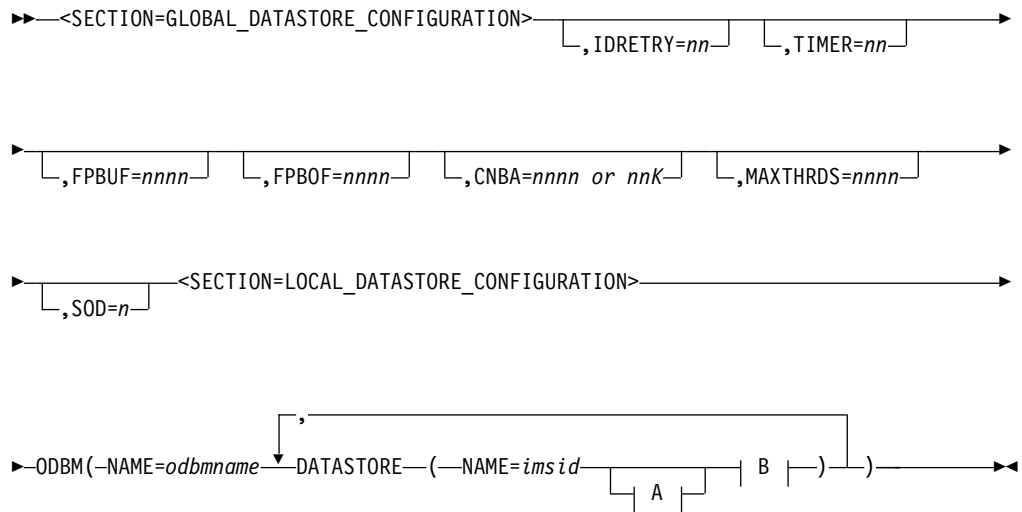 <SECTION=GLOBAL_DATASTORE_CONFIGURATION>
,IDRETRY=nn ,TIMER=nn
,FPBUF=nnnn ,FPBOF=nnnn ,CNBA=nnnn or nnK ,MAXTHRDS=nnnn
<SECTION=LOCAL_DATASTORE_CONFIGURATION>
,SOD=n
,
ODBM( NAME=odbmname DATASTORE ( NAME=imsid B ) )
A